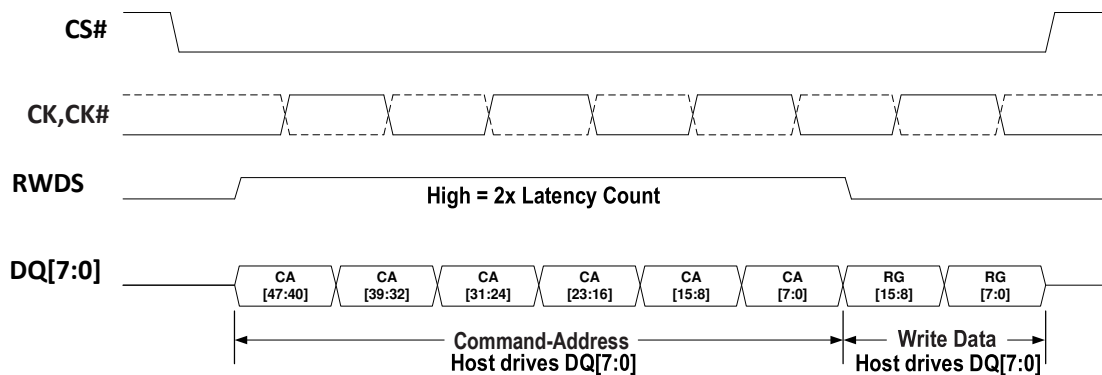 CS#
CK,CK#
RWDS
High = 2x Latency Count
DQ[7:0]
CA
[47:40]
CA
[39:32]
CA
[31:24]
CA
[23:16]
CA
[15:8]
CA
[7:0]
RG
[15:8]
RG
[7:0]
Command-Address
Host drives DQ[7:0]
Write Data
Host drives DQ[7:0]